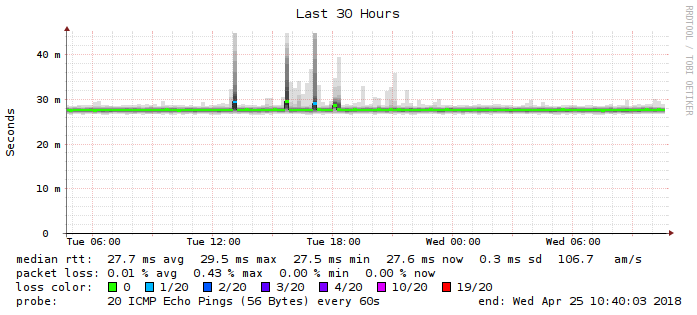 Last 30 Hours
RRDTOOL / TOBI OETIKER
Seconds
40 m
30 m
20 m
10 m
0
Tue 06:00 Tue 12:00 Tue 18:00 Wed 00:00 Wed 06:00
median rtt: 27.7 ms avg 29.5 ms max 27.5 ms min 27.6 ms now 0.3 ms sd 106.7 am/s
packet loss: 0.01 % avg 0.43 % max 0.00 % min 0.00 % now
loss color: 0 1/20 2/20 3/20 4/20 10/20 19/20
probe: 20 ICMP Echo Pings (56 Bytes) every 60s end: Wed Apr 25 10:40:03 2018